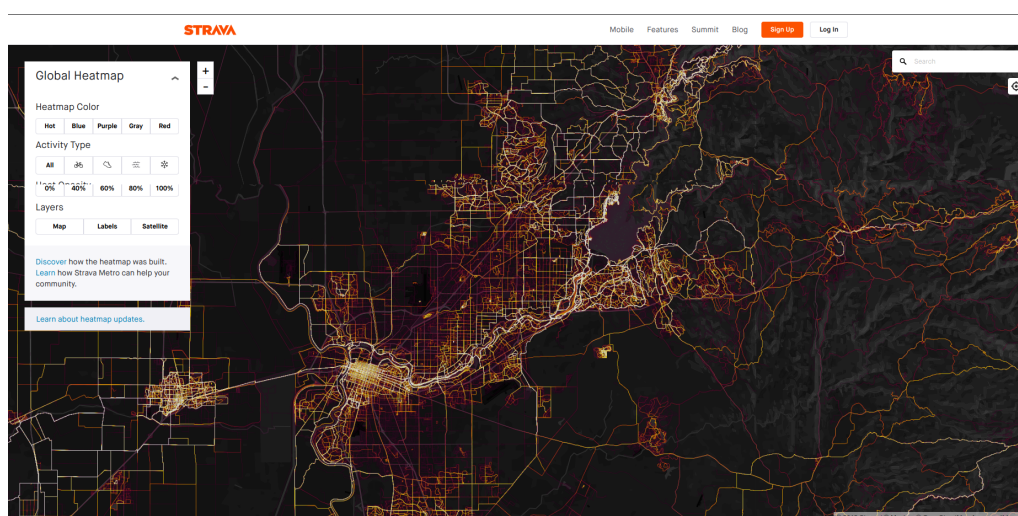 STRAVA
Mobile Features Summit Blog Sign Up Log In
Global Heatmap
+
-
Search
Heatmap Color
Hot Blue Purple Gray Red
Activity Type
All
Heat Opacity
0% 40% 60% 80% 100%
Layers
Map Labels Satellite
Discover how the heatmap was built.
Learn how Strava Metro can help your
community.
Learn about heatmap updates.